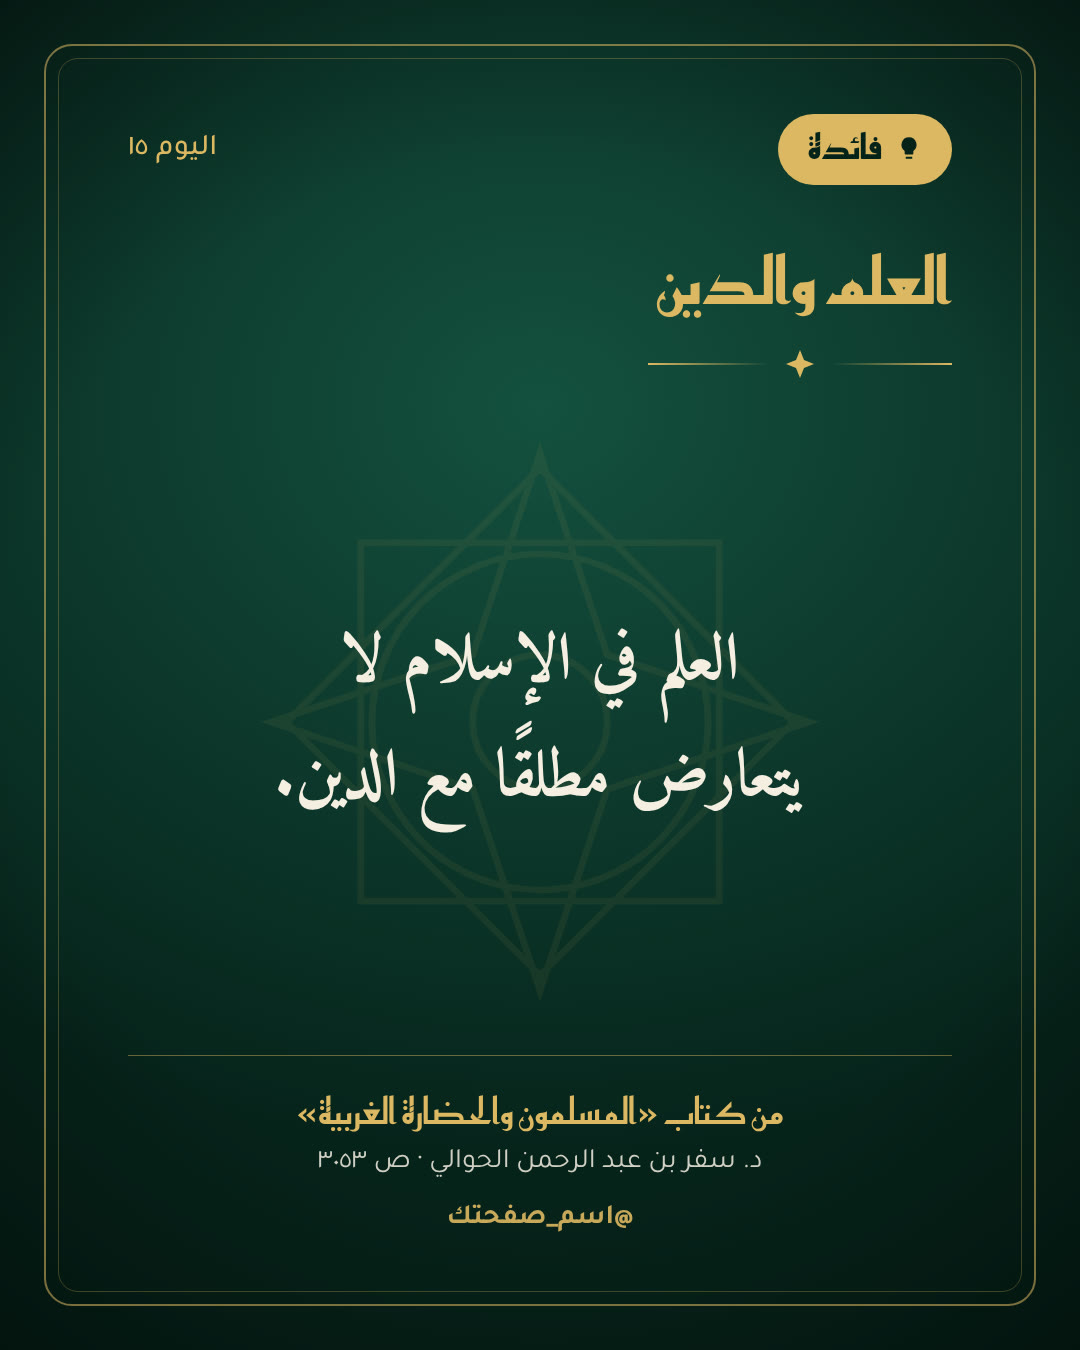 فائدة
اليوم ١٥
العلم والدين
العلم في الإسلام لا
يتعارض مطلقًا مع الدين.
من كتاب «المسلمون والحضارة الغربية»
د. سفر بن عبد الرحمن الحوالي · ص ٣٠٥٣
@اسم_صفحتك